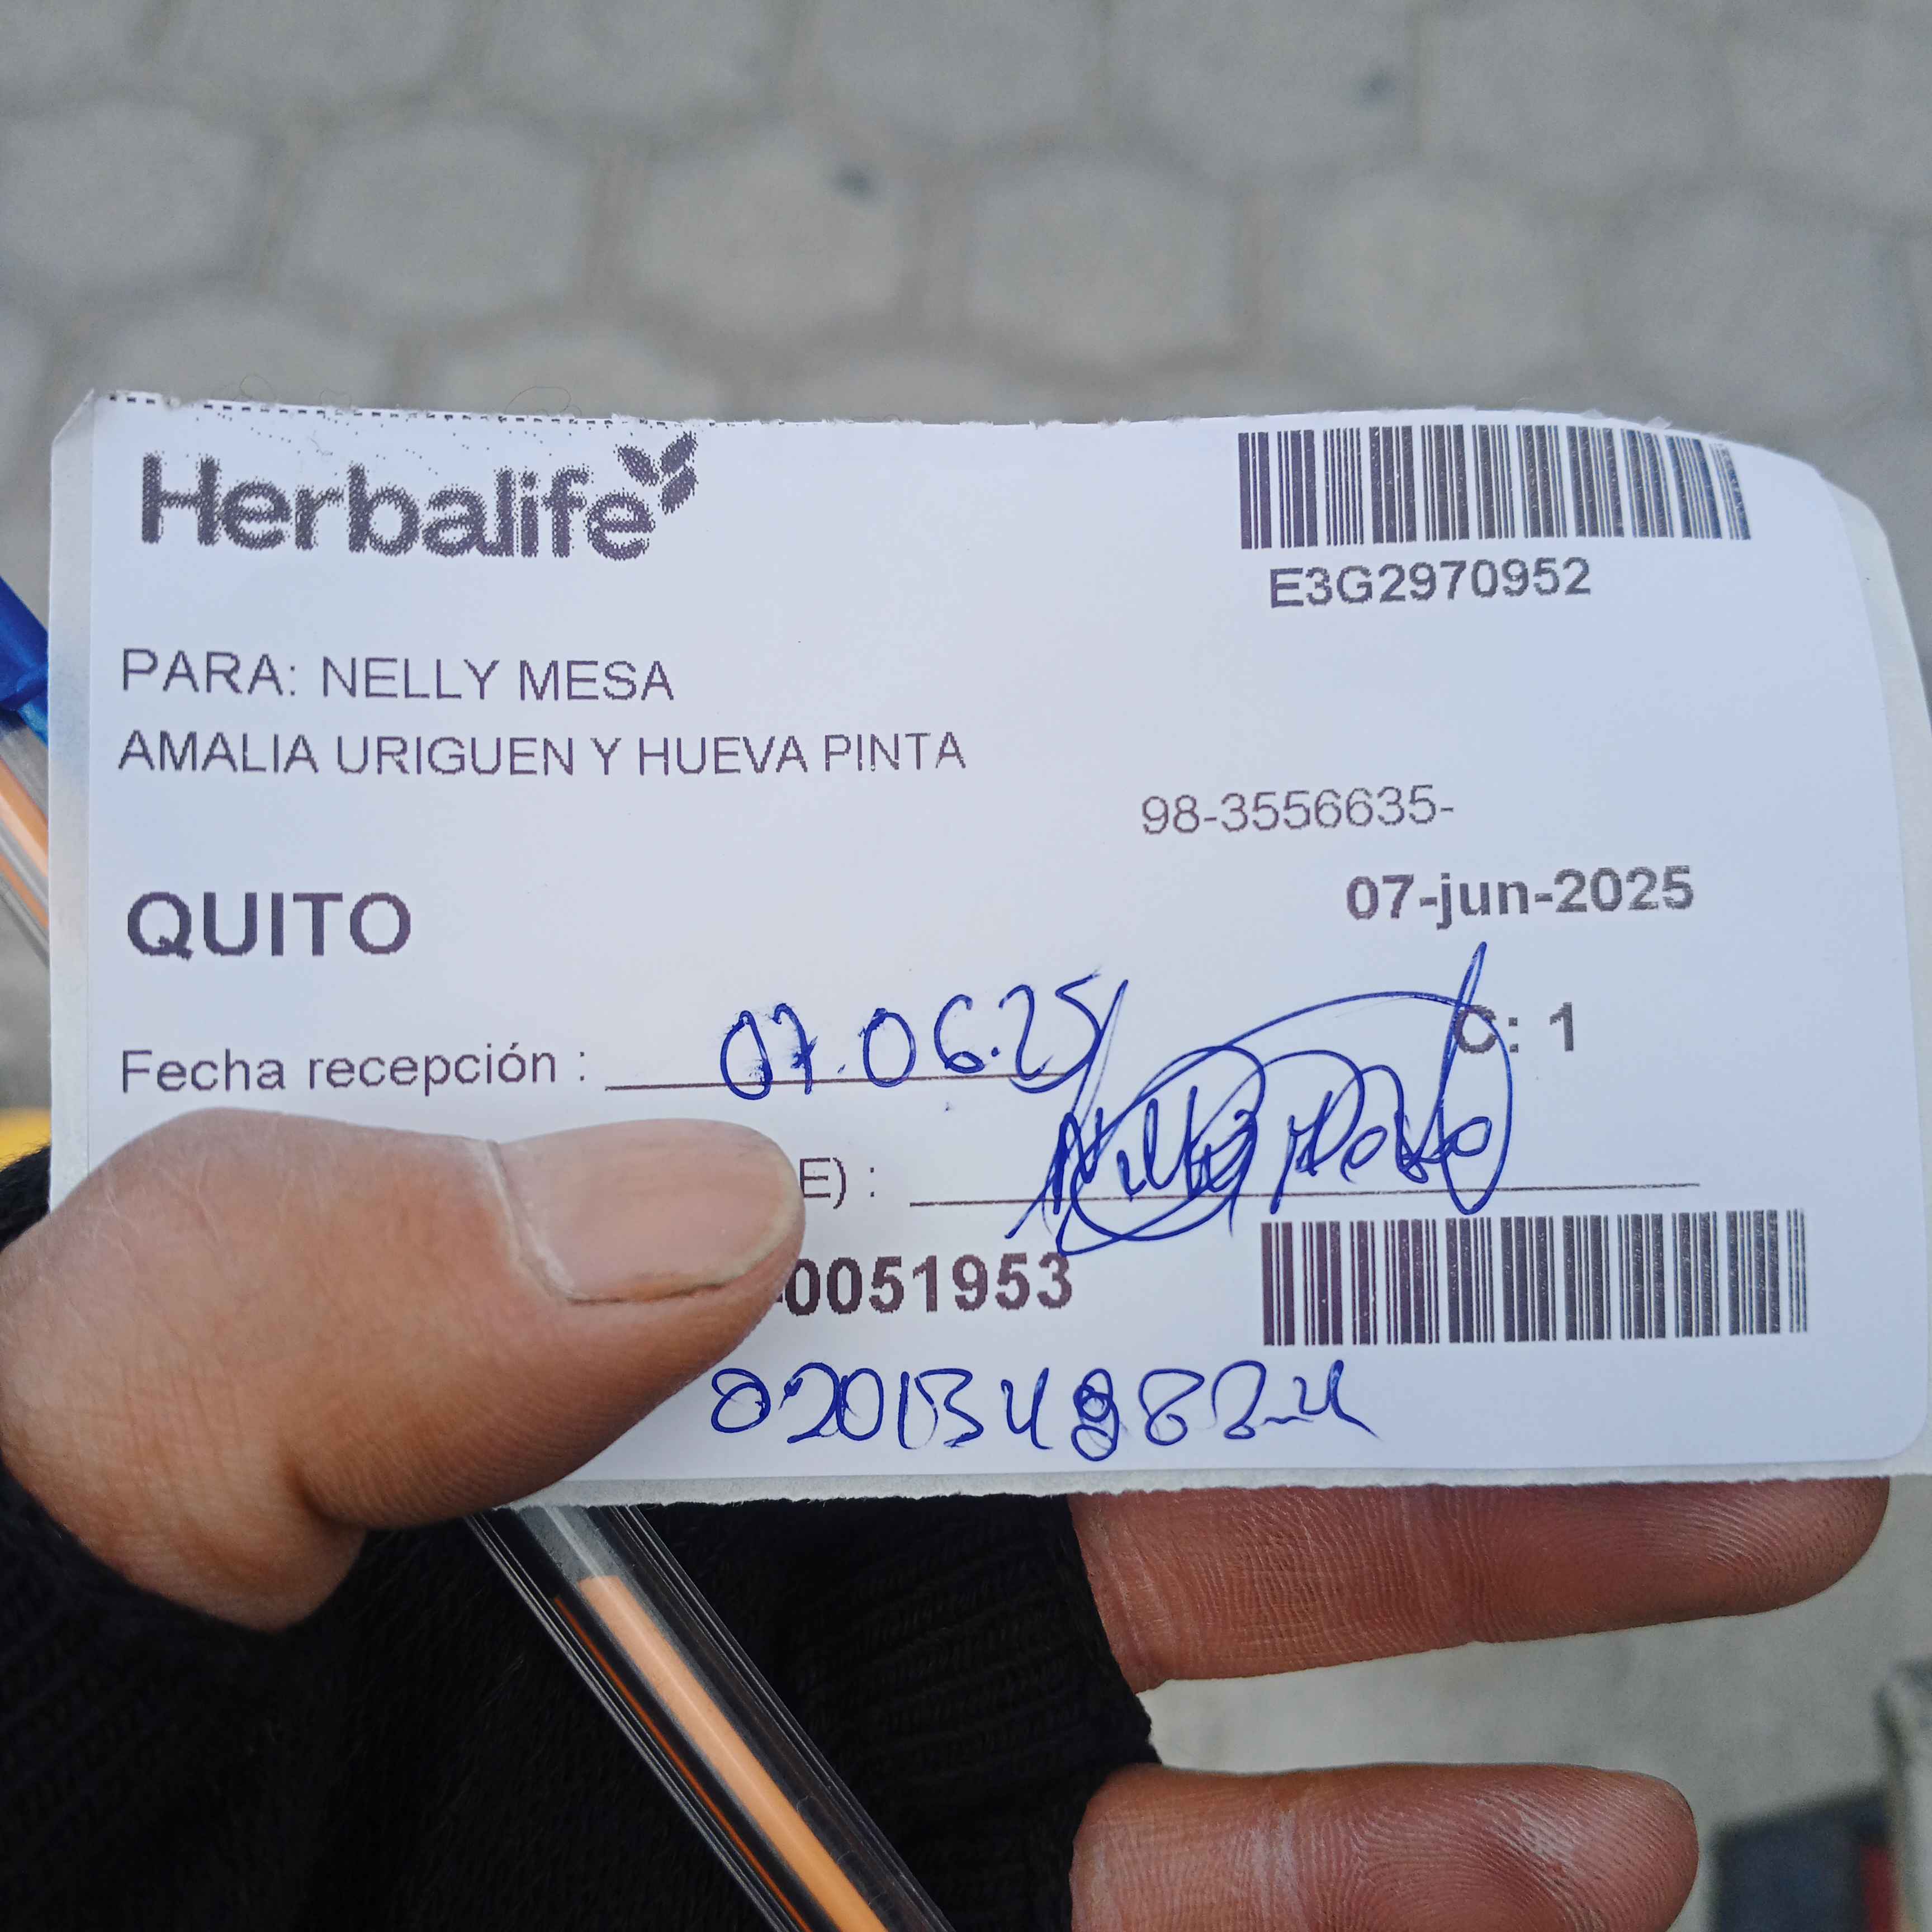 Herbalife
E3G2970952
PARA: NELLY MESA
AMALIA URIGUEN Y HUEVA PINTA
98-3556635-
QUITO
07-jun-2025
C: 1
Fecha recepción : 07.06.25
E) :
0051953